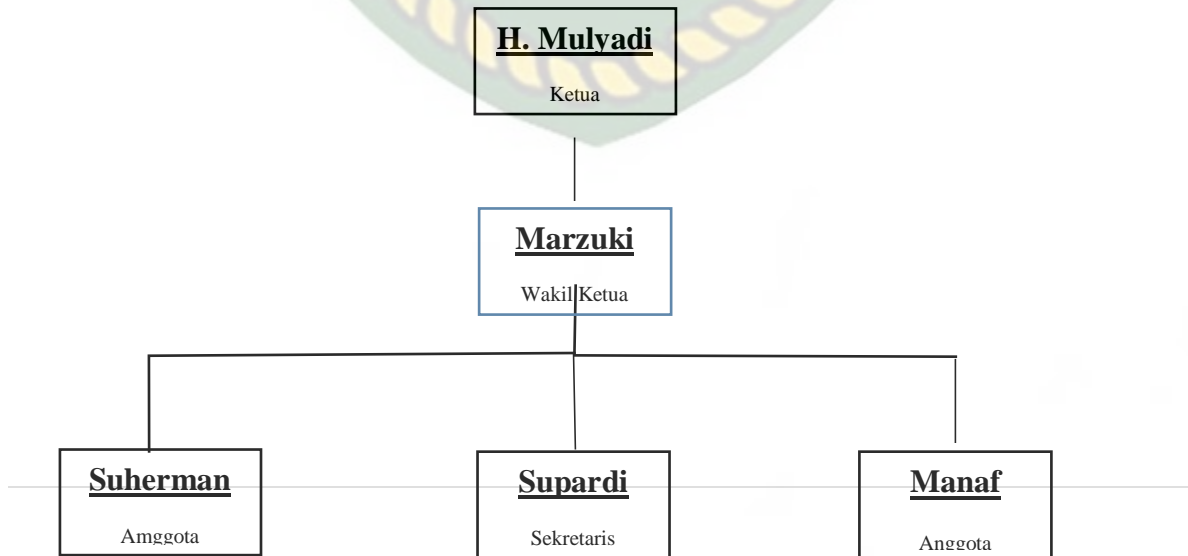 H. Mulyadi
Ketua
Marzuki
Wakil Ketua
Suherman
Amggota
Supardi
Sekretaris
Manaf
Anggota